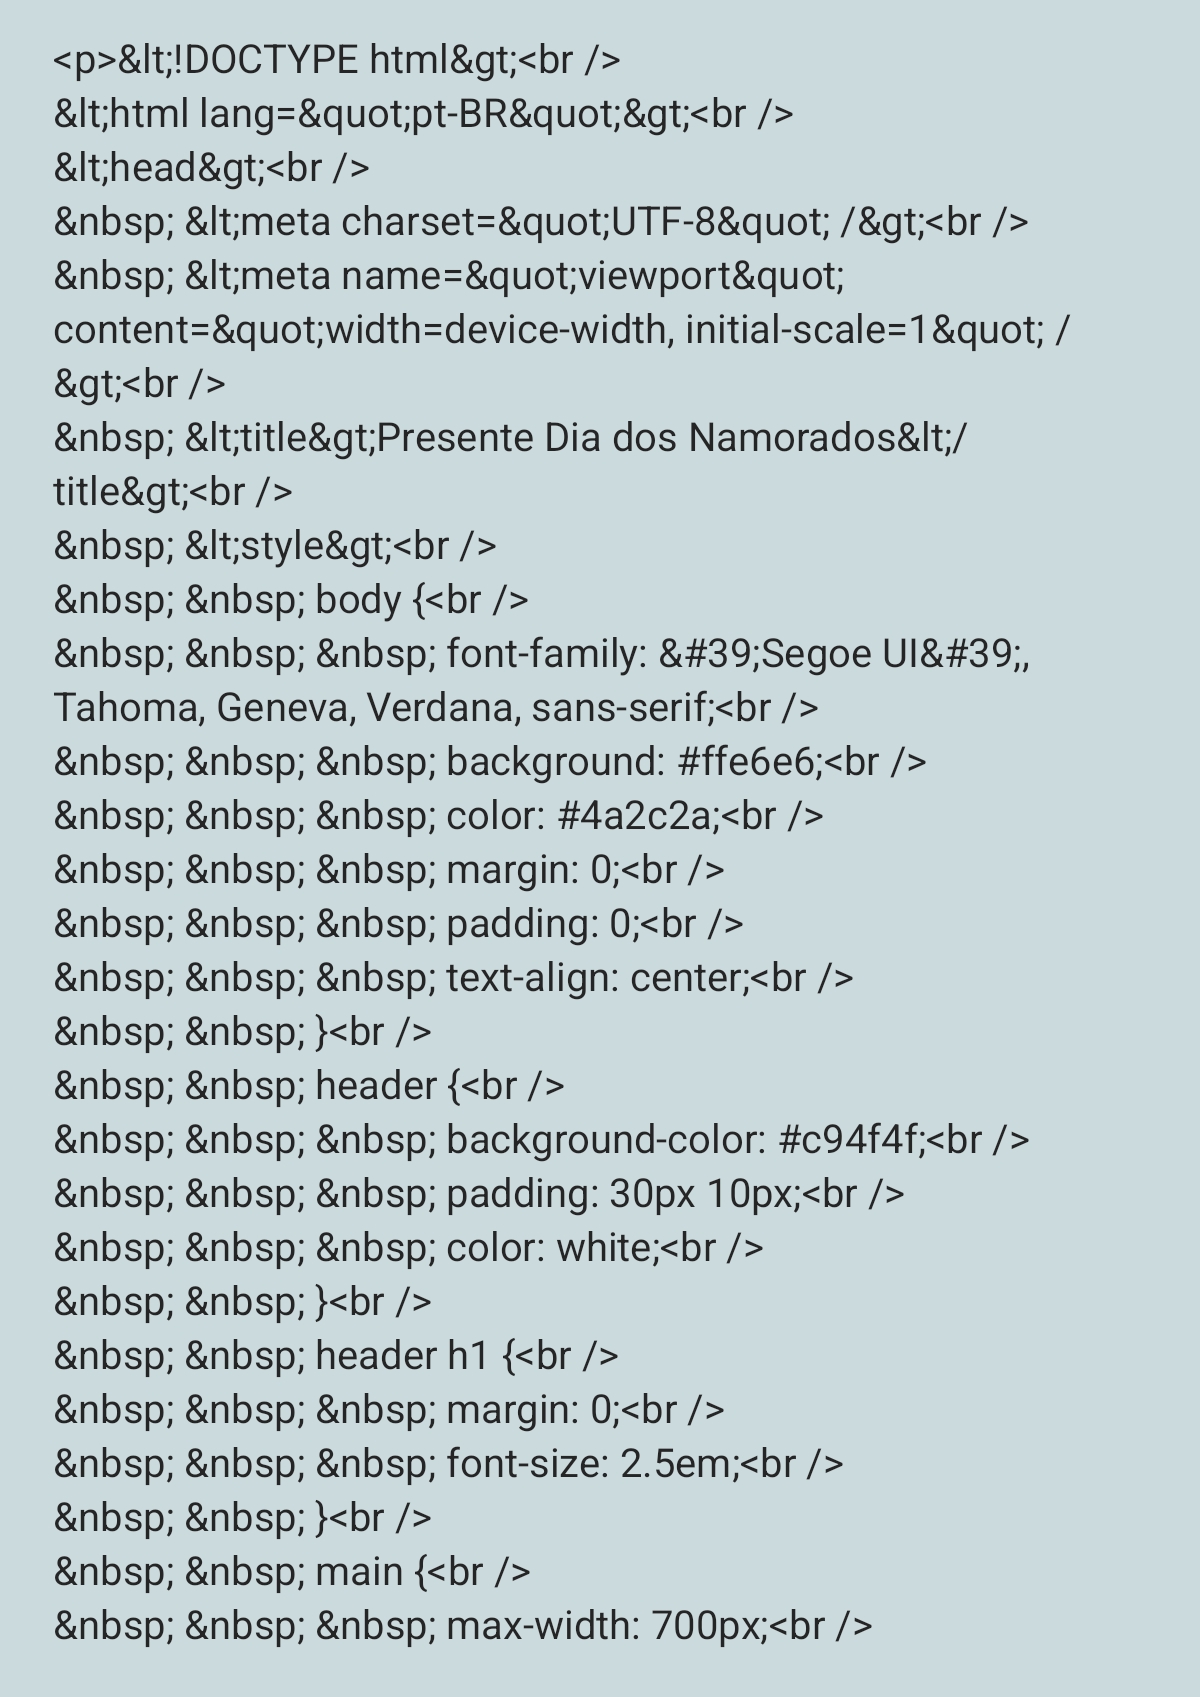 <p>&lt;!DOCTYPE html&gt;<br />
&lt;html lang=&quot;pt-BR&quot;&gt;<br />
&lt;head&gt;<br />
&nbsp; &lt;meta charset=&quot;UTF-8&quot; /&gt;<br />
&nbsp; &lt;meta name=&quot;viewport&quot;
content=&quot;width=device-width, initial-scale=1&quot; /
&gt;<br />
&nbsp; &lt;title&gt;Presente Dia dos Namorados&lt;/
title&gt;<br />
&nbsp; &lt;style&gt;<br />
&nbsp; &nbsp; body {<br />
&nbsp; &nbsp; &nbsp; font-family: &#39;Segoe UI&#39;,
Tahoma, Geneva, Verdana, sans-serif;<br />
&nbsp; &nbsp; &nbsp; background: #ffe6e6;<br />
&nbsp; &nbsp; &nbsp; color: #4a2c2a;<br />
&nbsp; &nbsp; &nbsp; margin: 0;<br />
&nbsp; &nbsp; &nbsp; padding: 0;<br />
&nbsp; &nbsp; &nbsp; text-align: center;<br />
&nbsp; &nbsp; }<br />
&nbsp; &nbsp; header {<br />
&nbsp; &nbsp; &nbsp; background-color: #c94f4f;<br />
&nbsp; &nbsp; &nbsp; padding: 30px 10px;<br />
&nbsp; &nbsp; &nbsp; color: white;<br />
&nbsp; &nbsp; }<br />
&nbsp; &nbsp; header h1 {<br />
&nbsp; &nbsp; &nbsp; margin: 0;<br />
&nbsp; &nbsp; &nbsp; font-size: 2.5em;<br />
&nbsp; &nbsp; }<br />
&nbsp; &nbsp; main {<br />
&nbsp; &nbsp; &nbsp; max-width: 700px;<br />